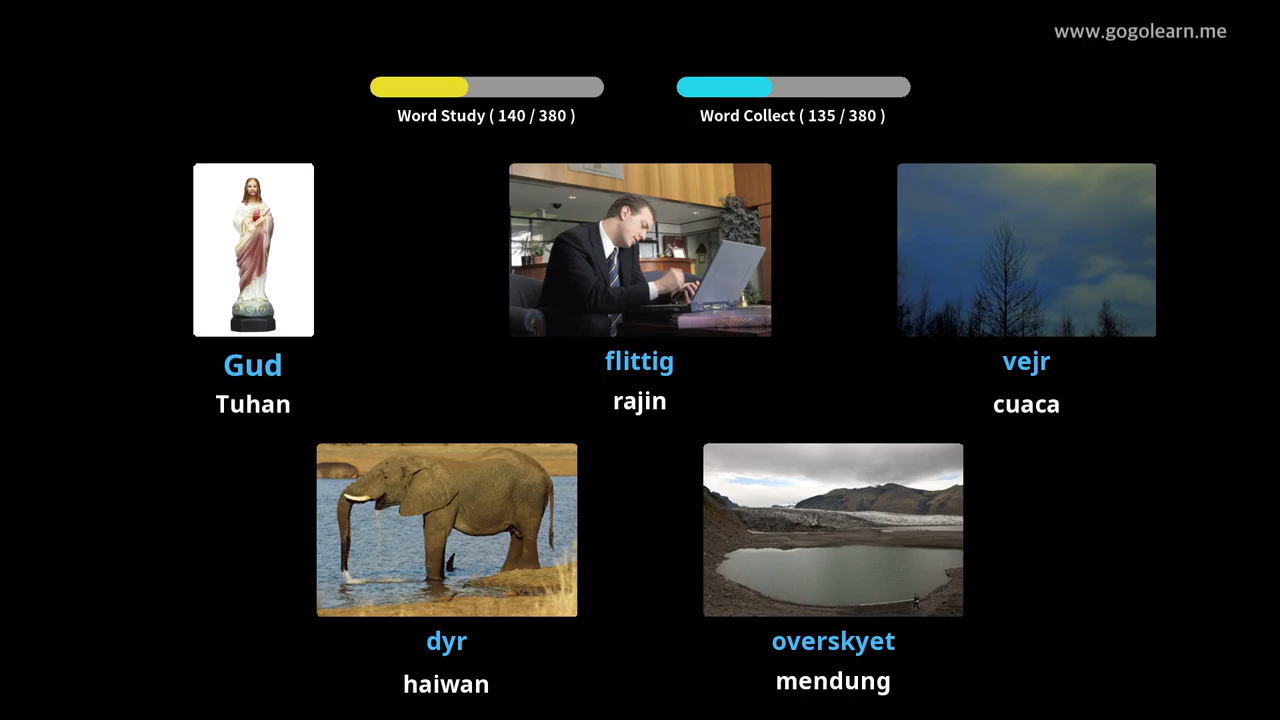 www.gogolearn.me
Word Study ( 140 / 380 )
Word Collect ( 135 / 380 )
Gud
Tuhan
flittig
rajin
vejr
cuaca
dyr
haiwan
overskyet
mendung